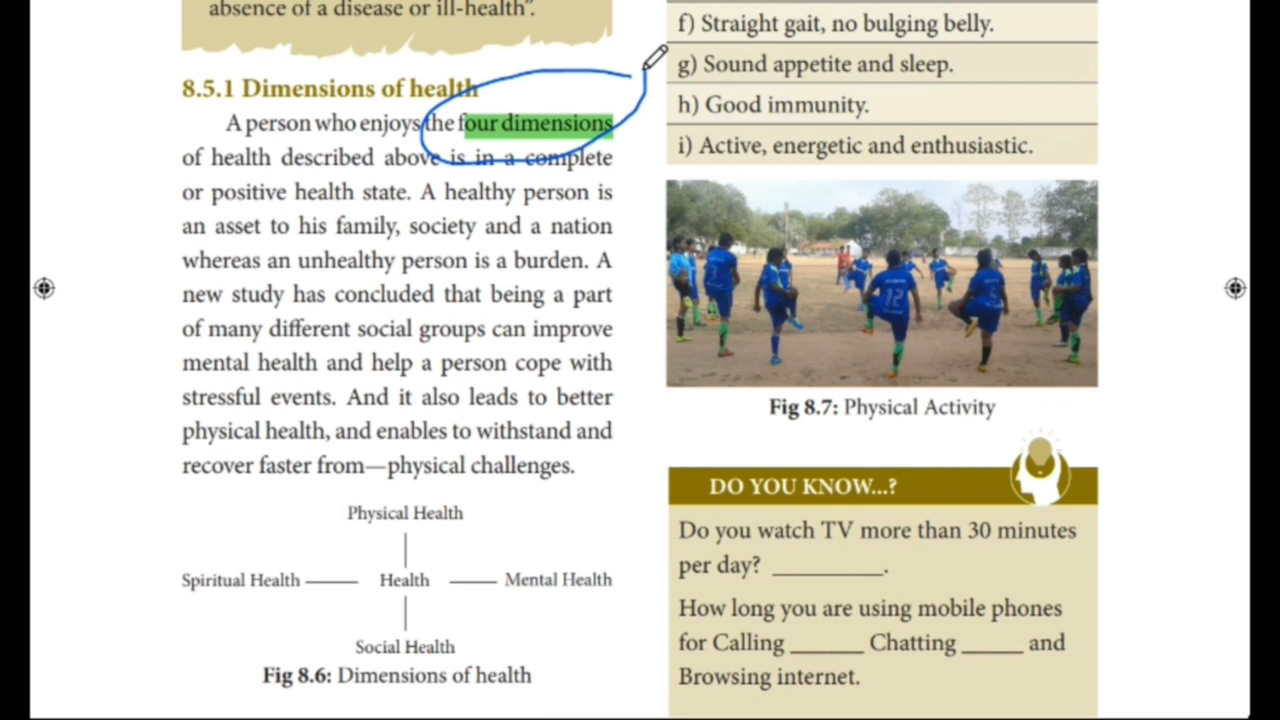 absence of a disease or ill-health”.
8.5.1 Dimensions of health
A person who enjoys the four dimensions
of health described above is in a complete
or positive health state. A healthy person is
an asset to his family, society and a nation
whereas an unhealthy person is a burden. A
new study has concluded that being a part
of many different social groups can improve
mental health and help a person cope with
stressful events. And it also leads to better
physical health, and enables to withstand and
recover faster from—physical challenges.
Physical Health
Spiritual Health Health Mental Health
Social Health
Fig 8.6: Dimensions of health
f) Straight gait, no bulging belly.
g) Sound appetite and sleep.
h) Good immunity.
i) Active, energetic and enthusiastic.
12
Fig 8.7: Physical Activity
DO YOU KNOW...?
Do you watch TV more than 30 minutes
per day? __________.
How long you are using mobile phones
for Calling ______ Chatting _____ and
Browsing internet.